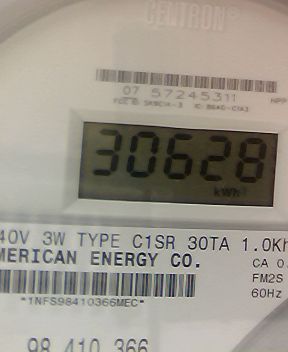 CENTRON®
07 57245311
30628
kWh
40V 3W TYPE C1SR 30TA 1.0Kh
MERICAN ENERGY CO.
CA 0.
FM2S
*1NFS98410366MEC*
60Hz
98 410 366